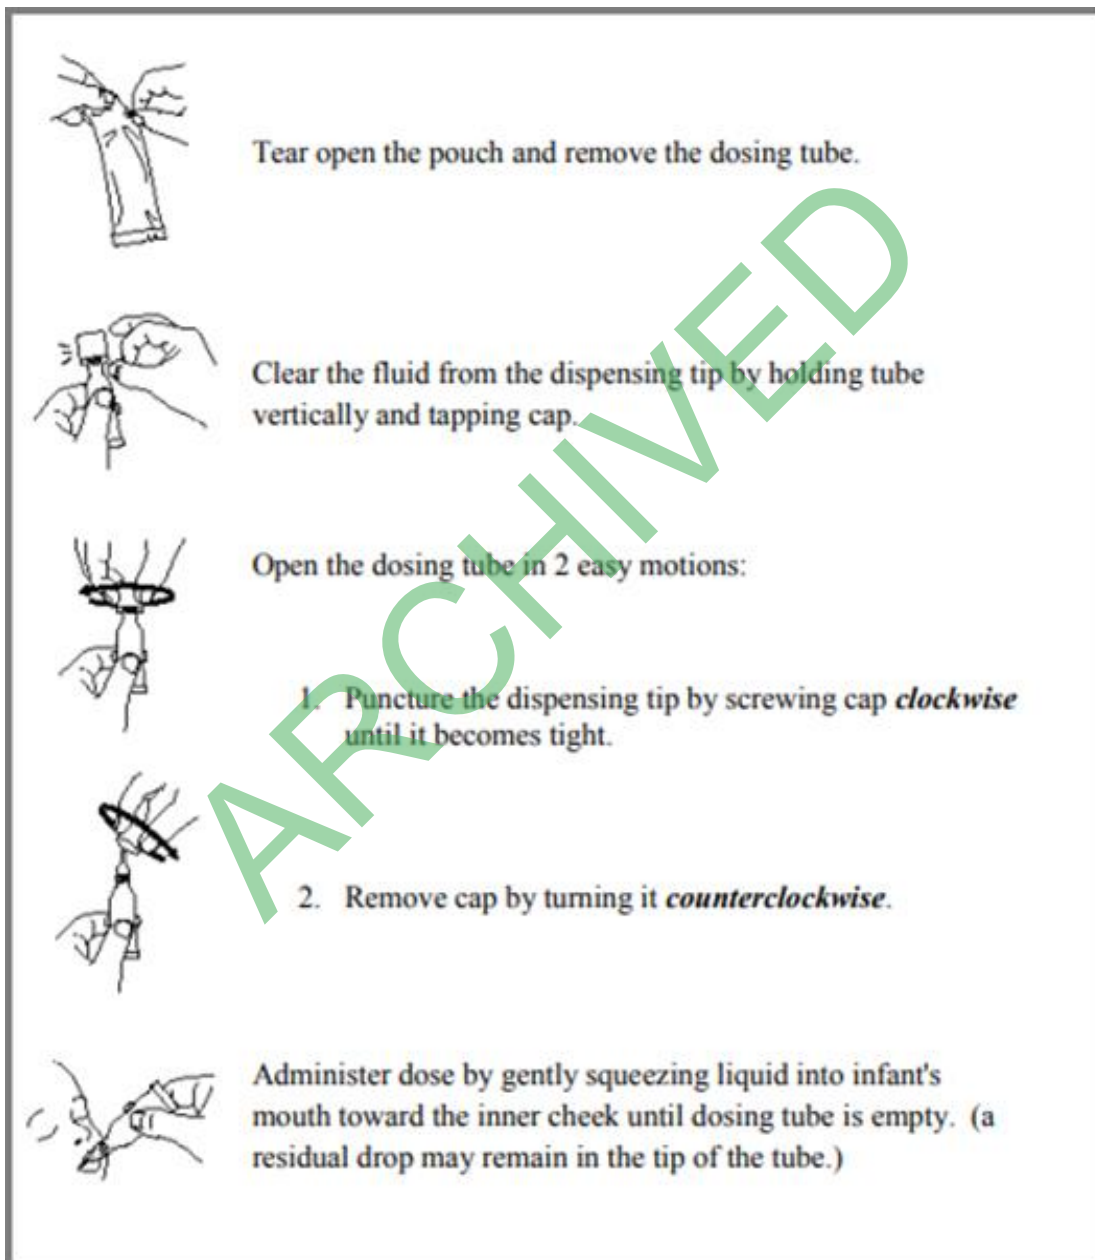 Tear open the pouch and remove the dosing tube.
Clear the fluid from the dispensing tip by holding tube
vertically and tapping cap.
Open the dosing tube in 2 easy motions:
1. Puncture the dispensing tip by screwing cap clockwise
until it becomes tight.
2. Remove cap by turning it counterclockwise.
Administer dose by gently squeezing liquid into infant's
mouth toward the inner cheek until dosing tube is empty. (a
residual drop may remain in the tip of the tube.)
ARCHIVED